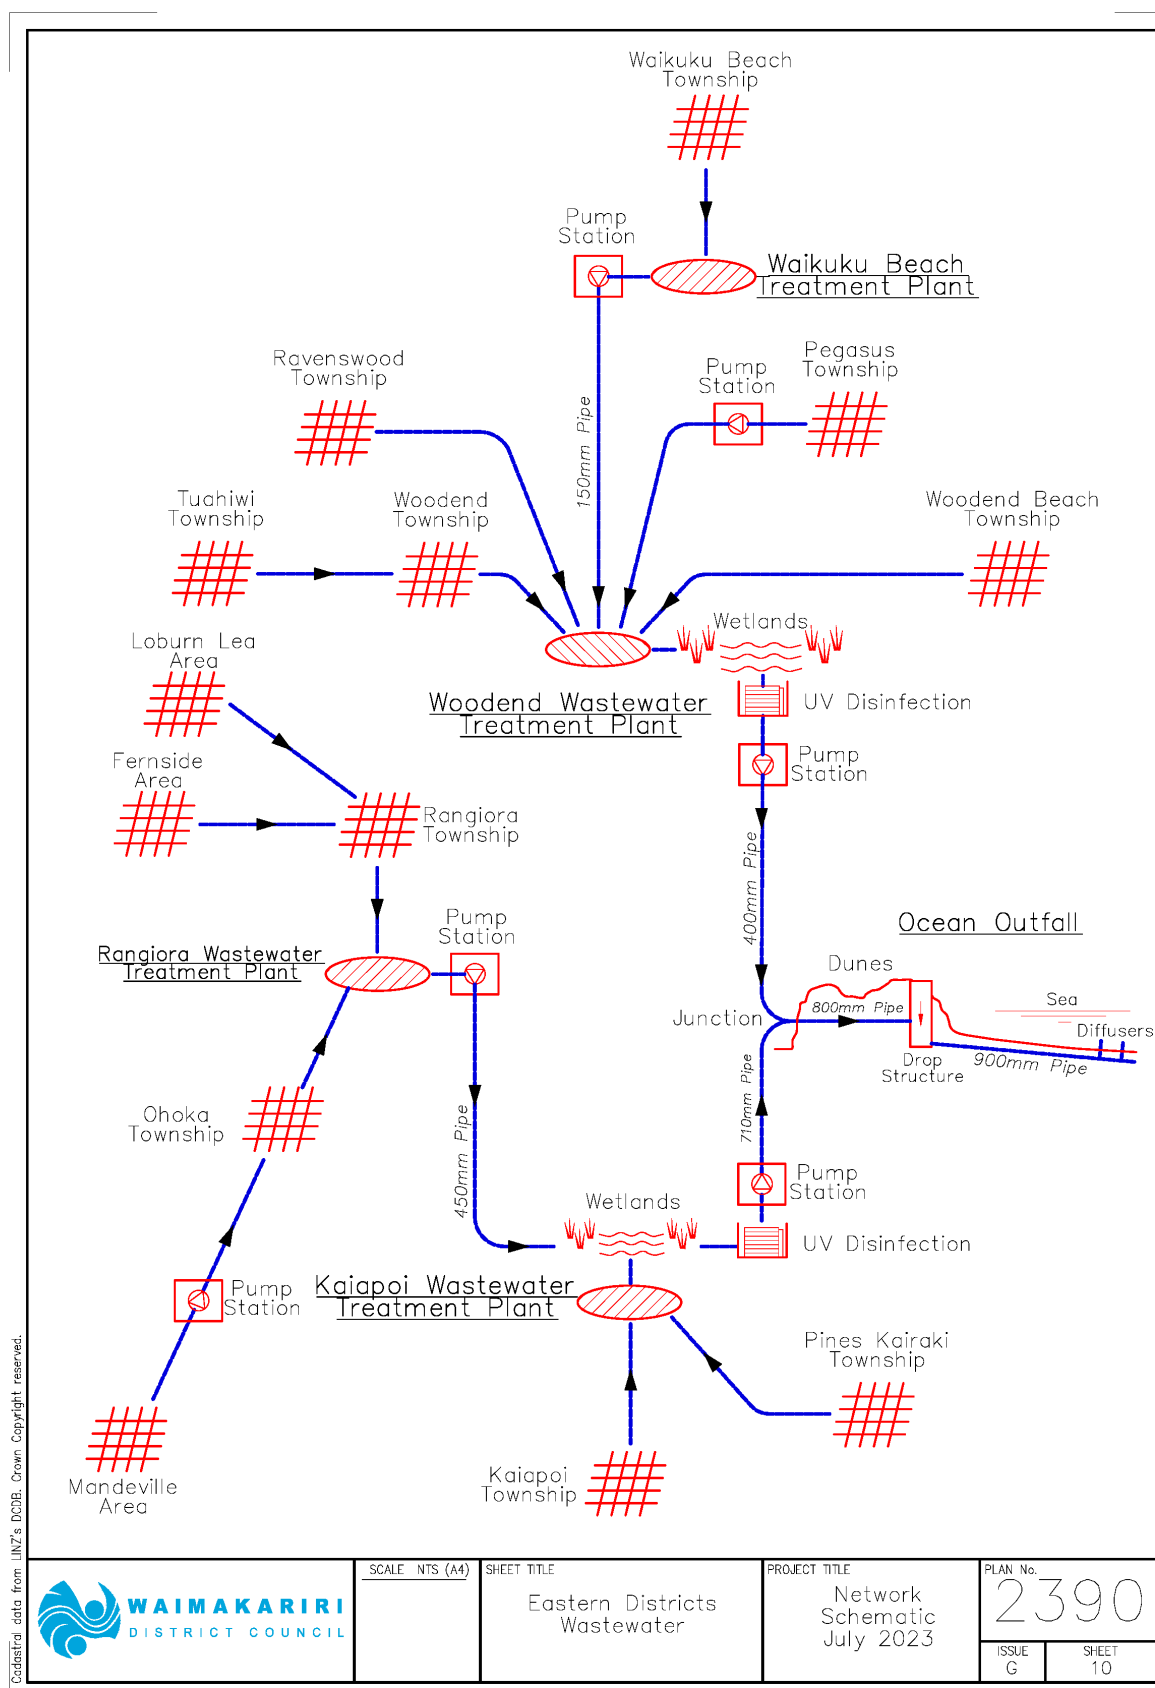 Waikuku Beach
Township
Pump
Station
Waikuku Beach
Treatment Plant
Ravenswood
Township
Pump
Station
Pegasus
Township
150mm Pipe
Tuahiwi
Township
Woodend
Township
Woodend Beach
Township
Wetlands
Loburn Lea
Area
Woodend Wastewater
Treatment Plant
UV Disinfection
Fernside
Area
Pump
Station
Rangiora
Township
400mm Pipe
Pump
Station
Ocean Outfall
Rangiora Wastewater
Treatment Plant
Dunes
Sea
Junction
800mm Pipe
Diffusers
Drop
Structure
900mm Pipe
710mm Pipe
Ohoka
Township
450mm Pipe
Pump
Station
Wetlands
UV Disinfection
Pump
Station
Kaiapoi Wastewater
Treatment Plant
Pines Kairaki
Township
Mandeville
Area
Kaiapoi
Township
Cadastral data from LINZ's DCDB. Crown Copyright reserved.
WAIMAKARIRI
DISTRICT COUNCIL
SCALE NTS (A4)
SHEET TITLE
Eastern Districts
Wastewater
PROJECT TITLE
Network
Schematic
July 2023
PLAN No.
2390
ISSUE
G
SHEET
10